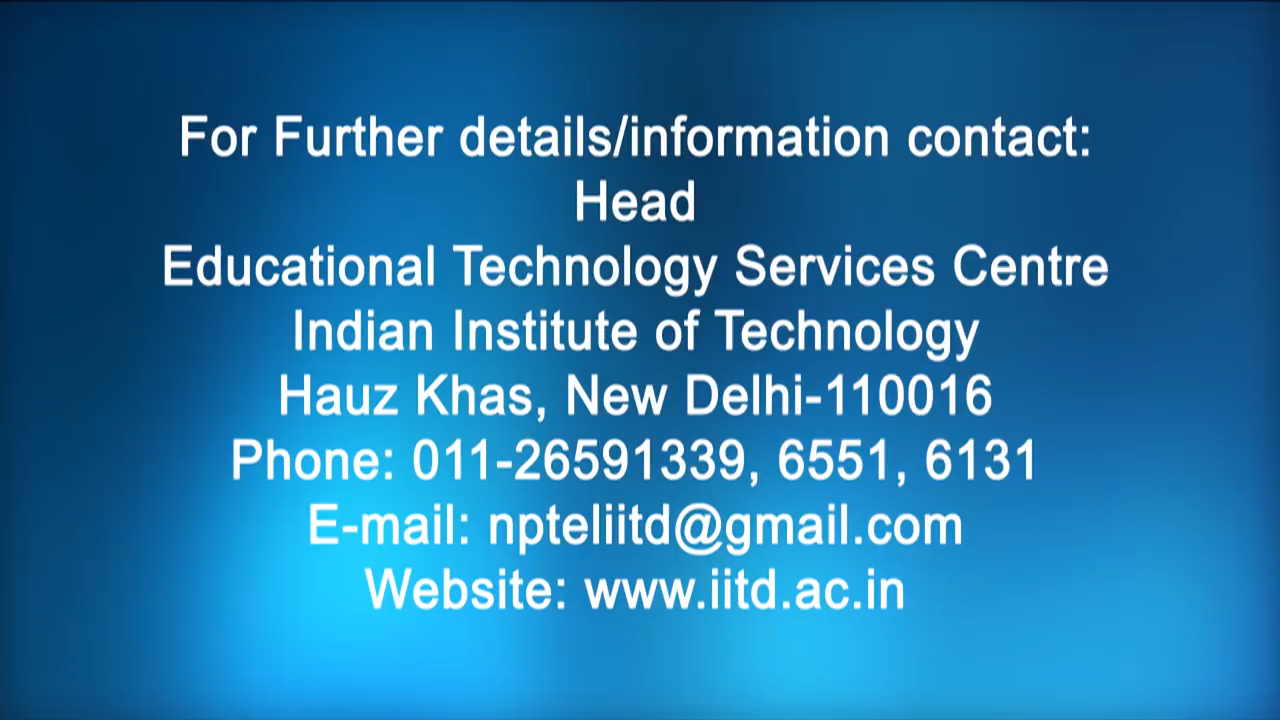 For Further details/information contact:
Head
Educational Technology Services Centre
Indian Institute of Technology
Hauz Khas, New Delhi-110016
Phone: 011-26591339, 6551, 6131
E-mail: npteliitd@gmail.com
Website: www.iitd.ac.in